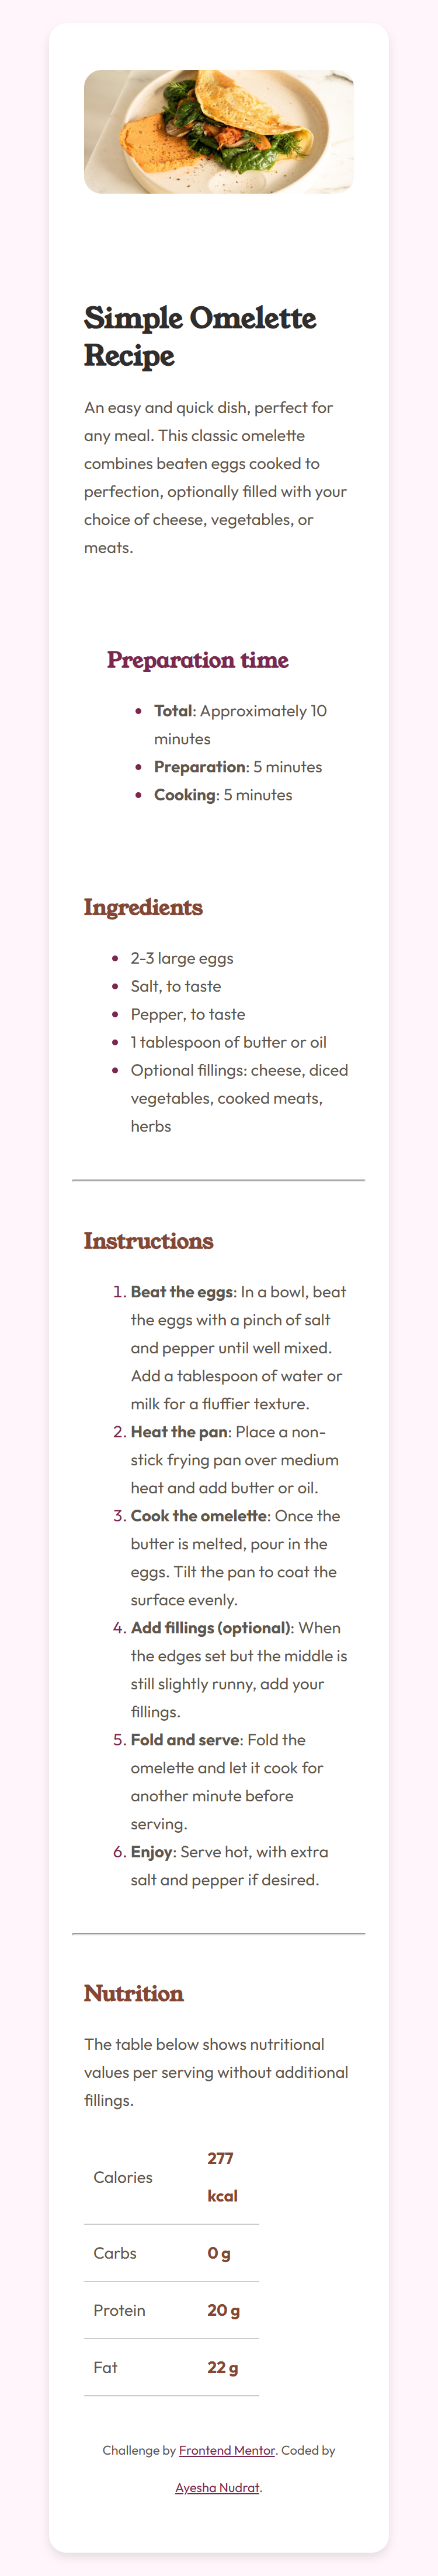 Simple Omelette
Recipe
An easy and quick dish, perfect for
any meal. This classic omelette
combines beaten eggs cooked to
perfection, optionally filled with your
choice of cheese, vegetables, or
meats.
Preparation time
• Total: Approximately 10
minutes
• Preparation: 5 minutes
• Cooking: 5 minutes
Ingredients
• 2-3 large eggs
• Salt, to taste
• Pepper, to taste
• 1 tablespoon of butter or oil
• Optional fillings: cheese, diced
vegetables, cooked meats,
herbs
Instructions
1. Beat the eggs: In a bowl, beat
the eggs with a pinch of salt
and pepper until well mixed.
Add a tablespoon of water or
milk for a fluffier texture.
2. Heat the pan: Place a non-
stick frying pan over medium
heat and add butter or oil.
3. Cook the omelette: Once the
butter is melted, pour in the
eggs. Tilt the pan to coat the
surface evenly.
4. Add fillings (optional): When
the edges set but the middle is
still slightly runny, add your
fillings.
5. Fold and serve: Fold the
omelette and let it cook for
another minute before
serving.
6. Enjoy: Serve hot, with extra
salt and pepper if desired.
Nutrition
The table below shows nutritional
values per serving without additional
fillings.
Calories 277
kcal
Carbs 0 g
Protein 20 g
Fat 22 g
Challenge by Frontend Mentor. Coded by
Ayesha Nudrat.